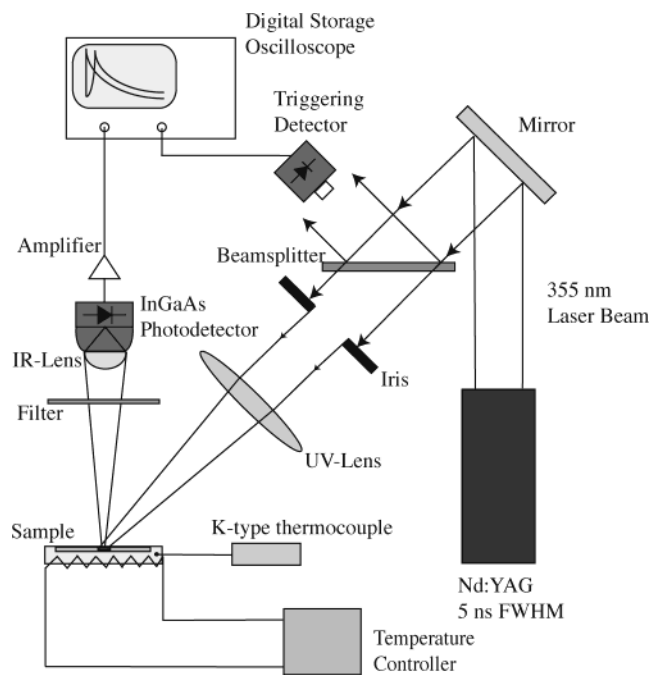 Digital Storage
Oscilloscope
Triggering
Detector
Mirror
Amplifier
Beamsplitter
InGaAs
Photodetector
355 nm
Laser Beam
IR-Lens
Iris
Filter
UV-Lens
Sample
K-type thermocouple
Nd:YAG
5 ns FWHM
Temperature
Controller